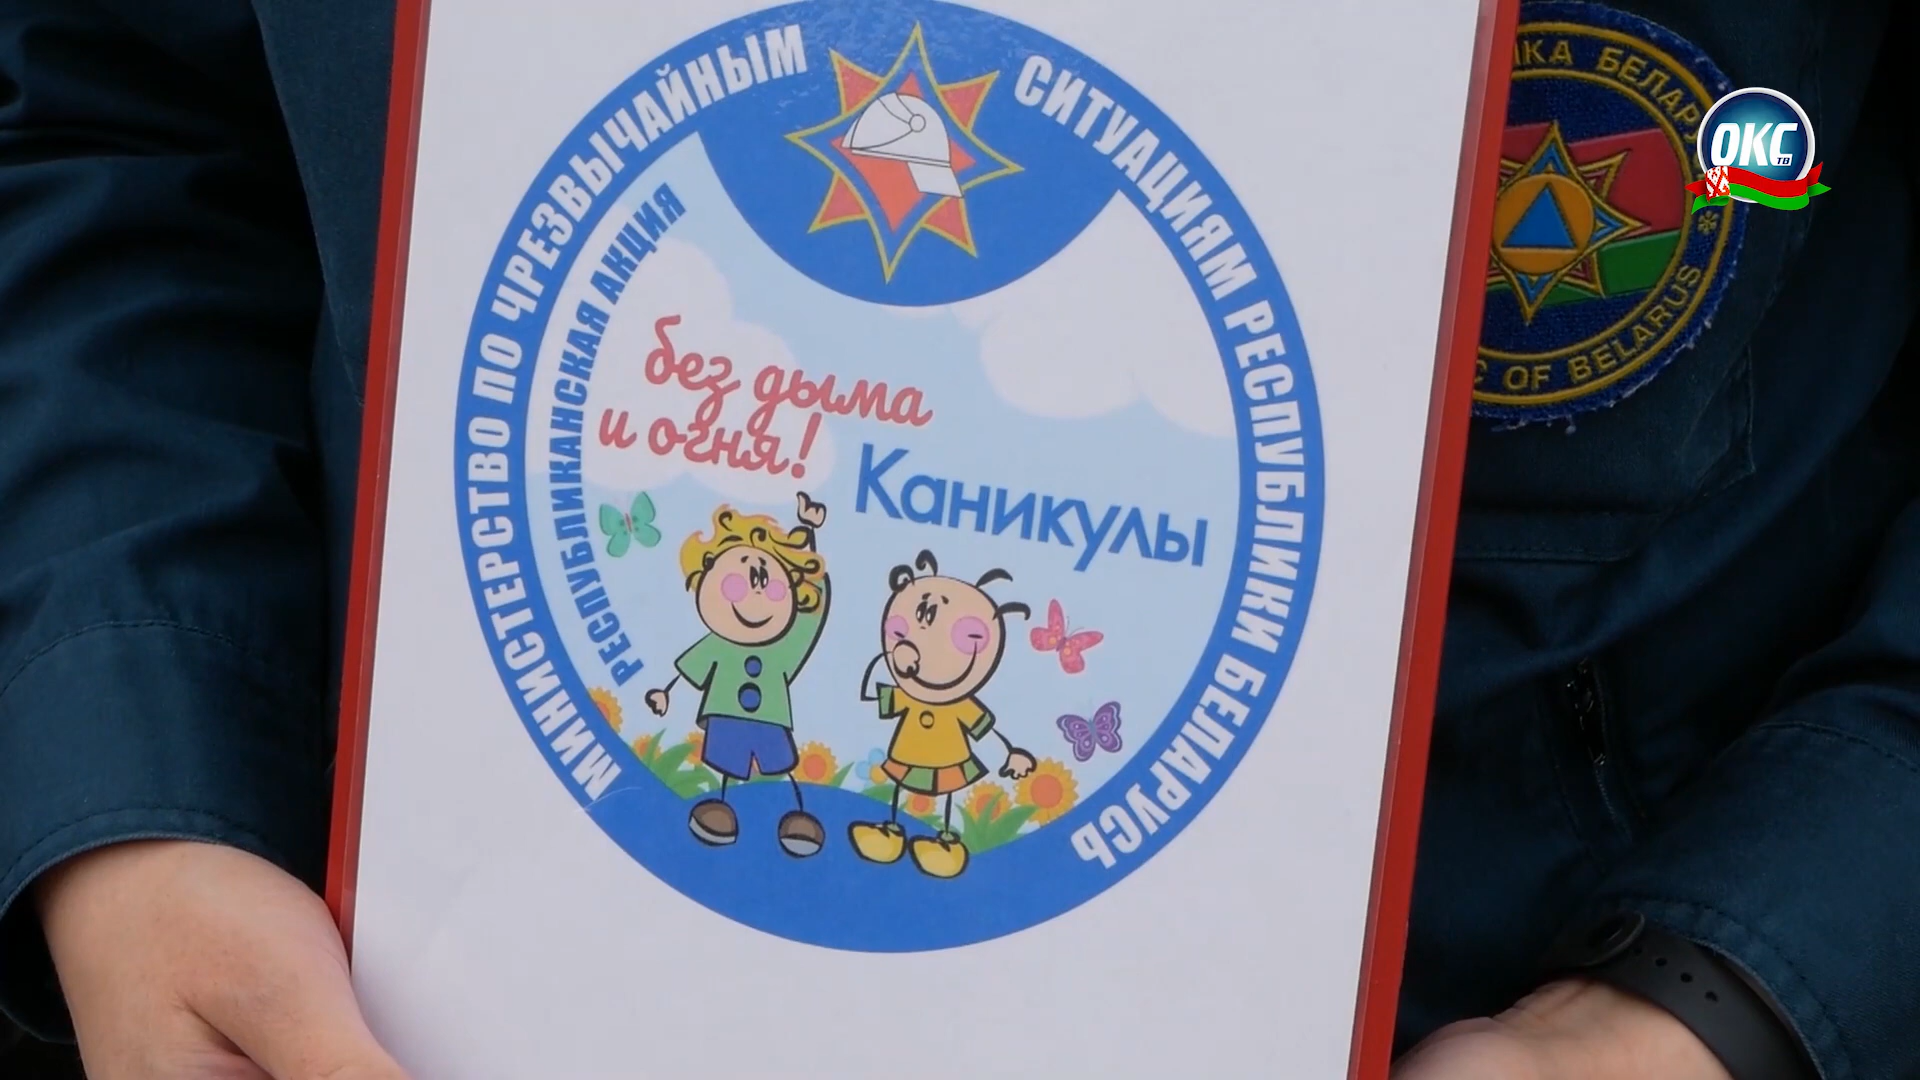 МИНИСТЕРСТВО ПО ЧРЕЗВЫЧАЙНЫМ СИТУАЦИЯМ РЕСПУБЛИКИ БЕЛАРУСЬ
РЕСПУБЛИКАНСКАЯ АКЦИЯ
без дыма
и огня!
Каникулы
OF BELARUS
ОКС
ТВ